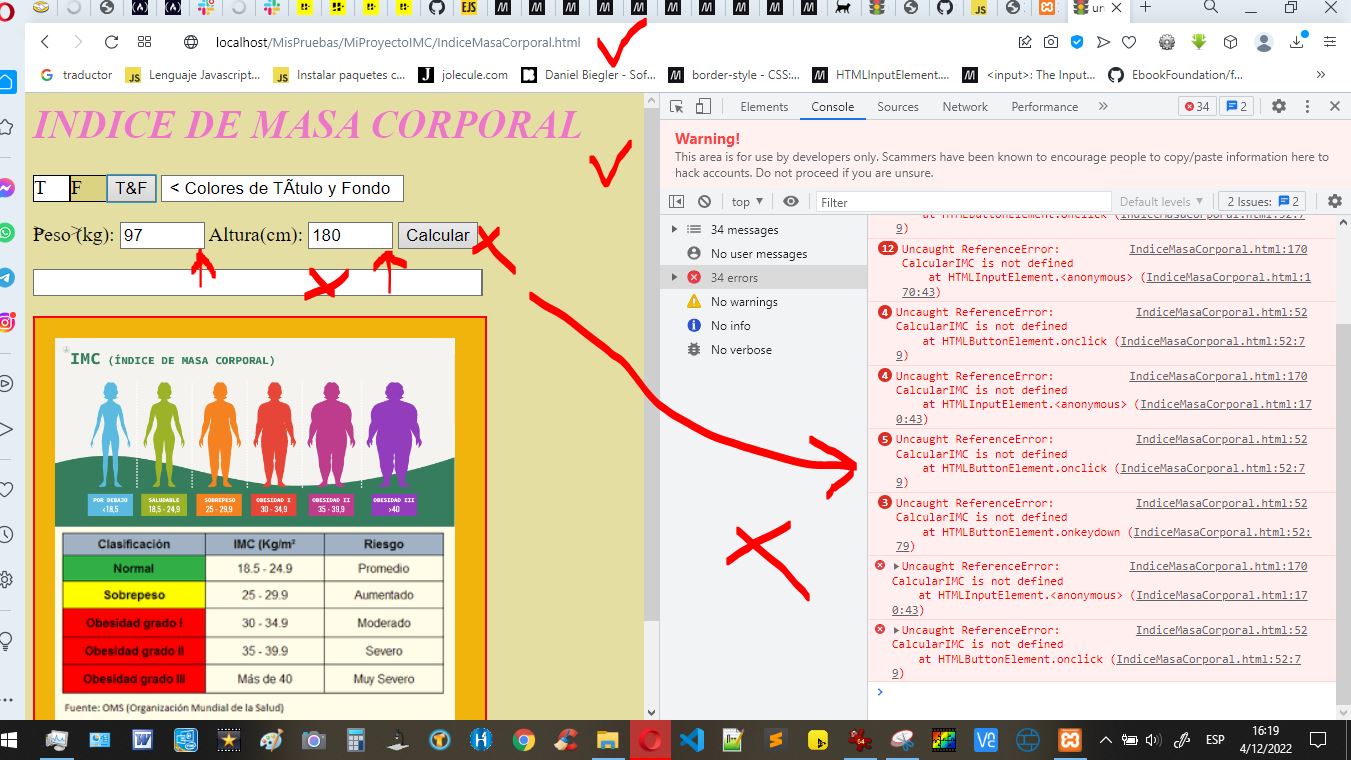 un
localhost/MisPruebas/MiProyectoIMC/IndiceMasaCorporal.html
traductor
Lenguaje Javascript...
Instalar paquetes c...
jolecule.com
Daniel Biegler - Sof...
border-style - CSS:...
HTMLInputElement....
<input>: The Input...
EbookFoundation/f...
»
INDICE DE MASA CORPORAL
T F T&F < Colores de TÃtulo y Fondo
Peso (kg): 97 Altura(cm): 180 Calcular
IMC (ÍNDICE DE MASA CORPORAL)
POR DEBAJO SALUDABLE SOBREPESO OBESIDAD I OBESIDAD II OBESIDAD III
<18,5 18,5 - 24,9 25 - 29,9 30 - 34,9 35 - 39,9 >40
Clasificación IMC (Kg/m² Riesgo
Normal 18.5 - 24.9 Promedio
Sobrepeso 25 - 29.9 Aumentado
Obesidad grado I 30 - 34.9 Moderado
Obesidad grado II 35 - 39.9 Severo
Obesidad grado III Más de 40 Muy Severo
Fuente: OMS (Organización Mundial de la Salud)
Elements Console Sources Network Performance » 34 2
Warning!
This area is for use by developers only. Scammers have been known to encourage people to copy/paste information here to
hack accounts. Do not proceed if you are unsure.
top ▼ Filter Default levels ▼ 2 Issues: 2
34 messages
No user messages
34 errors
No warnings
No info
No verbose
at HTMLButtonElement.onclick (IndiceMasaCorporal.html:52:7
9)
12 Uncaught ReferenceError: IndiceMasaCorporal.html:170
CalcularIMC is not defined
at HTMLInputElement.<anonymous> (IndiceMasaCorporal.html:1
70:43)
4 Uncaught ReferenceError: IndiceMasaCorporal.html:52
CalcularIMC is not defined
at HTMLButtonElement.onclick (IndiceMasaCorporal.html:52:7
9)
4 Uncaught ReferenceError: IndiceMasaCorporal.html:170
CalcularIMC is not defined
at HTMLInputElement.<anonymous> (IndiceMasaCorporal.html:17
0:43)
5 Uncaught ReferenceError: IndiceMasaCorporal.html:52
CalcularIMC is not defined
at HTMLButtonElement.onclick (IndiceMasaCorporal.html:52:7
9)
3 Uncaught ReferenceError: IndiceMasaCorporal.html:52
CalcularIMC is not defined
at HTMLButtonElement.onkeydown (IndiceMasaCorporal.html:52:
79)
Uncaught ReferenceError: IndiceMasaCorporal.html:170
CalcularIMC is not defined
at HTMLInputElement.<anonymous> (IndiceMasaCorporal.html:17
0:43)
Uncaught ReferenceError: IndiceMasaCorporal.html:52
CalcularIMC is not defined
at HTMLButtonElement.onclick (IndiceMasaCorporal.html:52:7
9)
ESP
16:19
4/12/2022